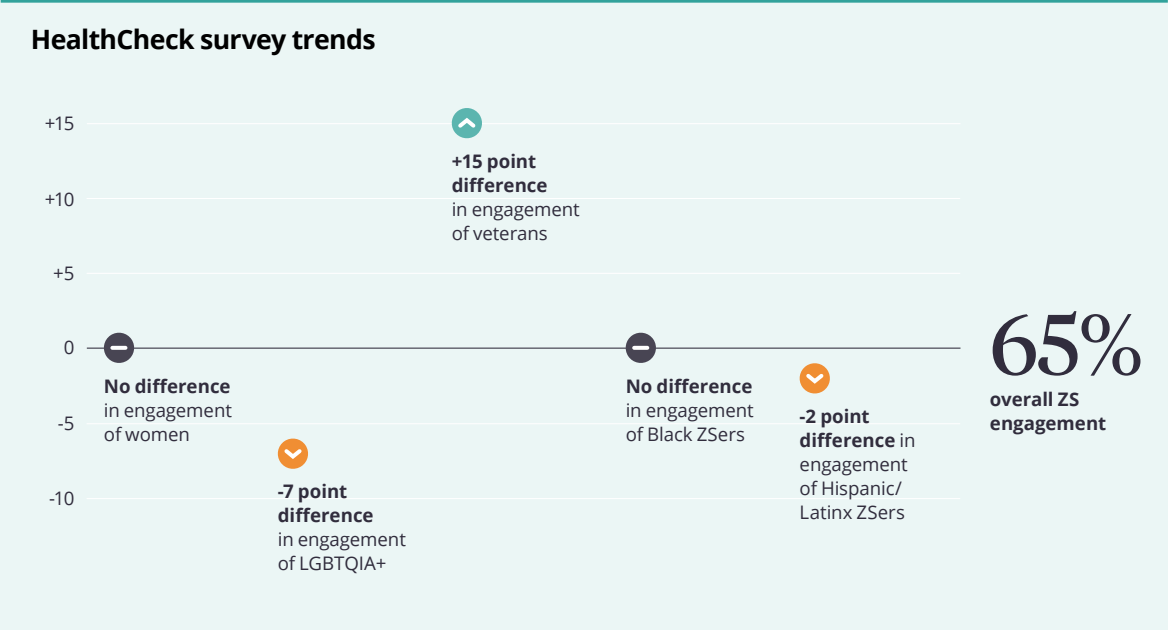 HealthCheck survey trends
+15
+10
+5
0
-5
-10
No difference
in engagement
of women
-7 point
difference
in engagement
of LGBTQIA+
+15 point
difference
in engagement
of veterans
No difference
in engagement
of Black ZSers
-2 point
difference in
engagement
of Hispanic/
Latinx ZSers
65%
overall ZS
engagement